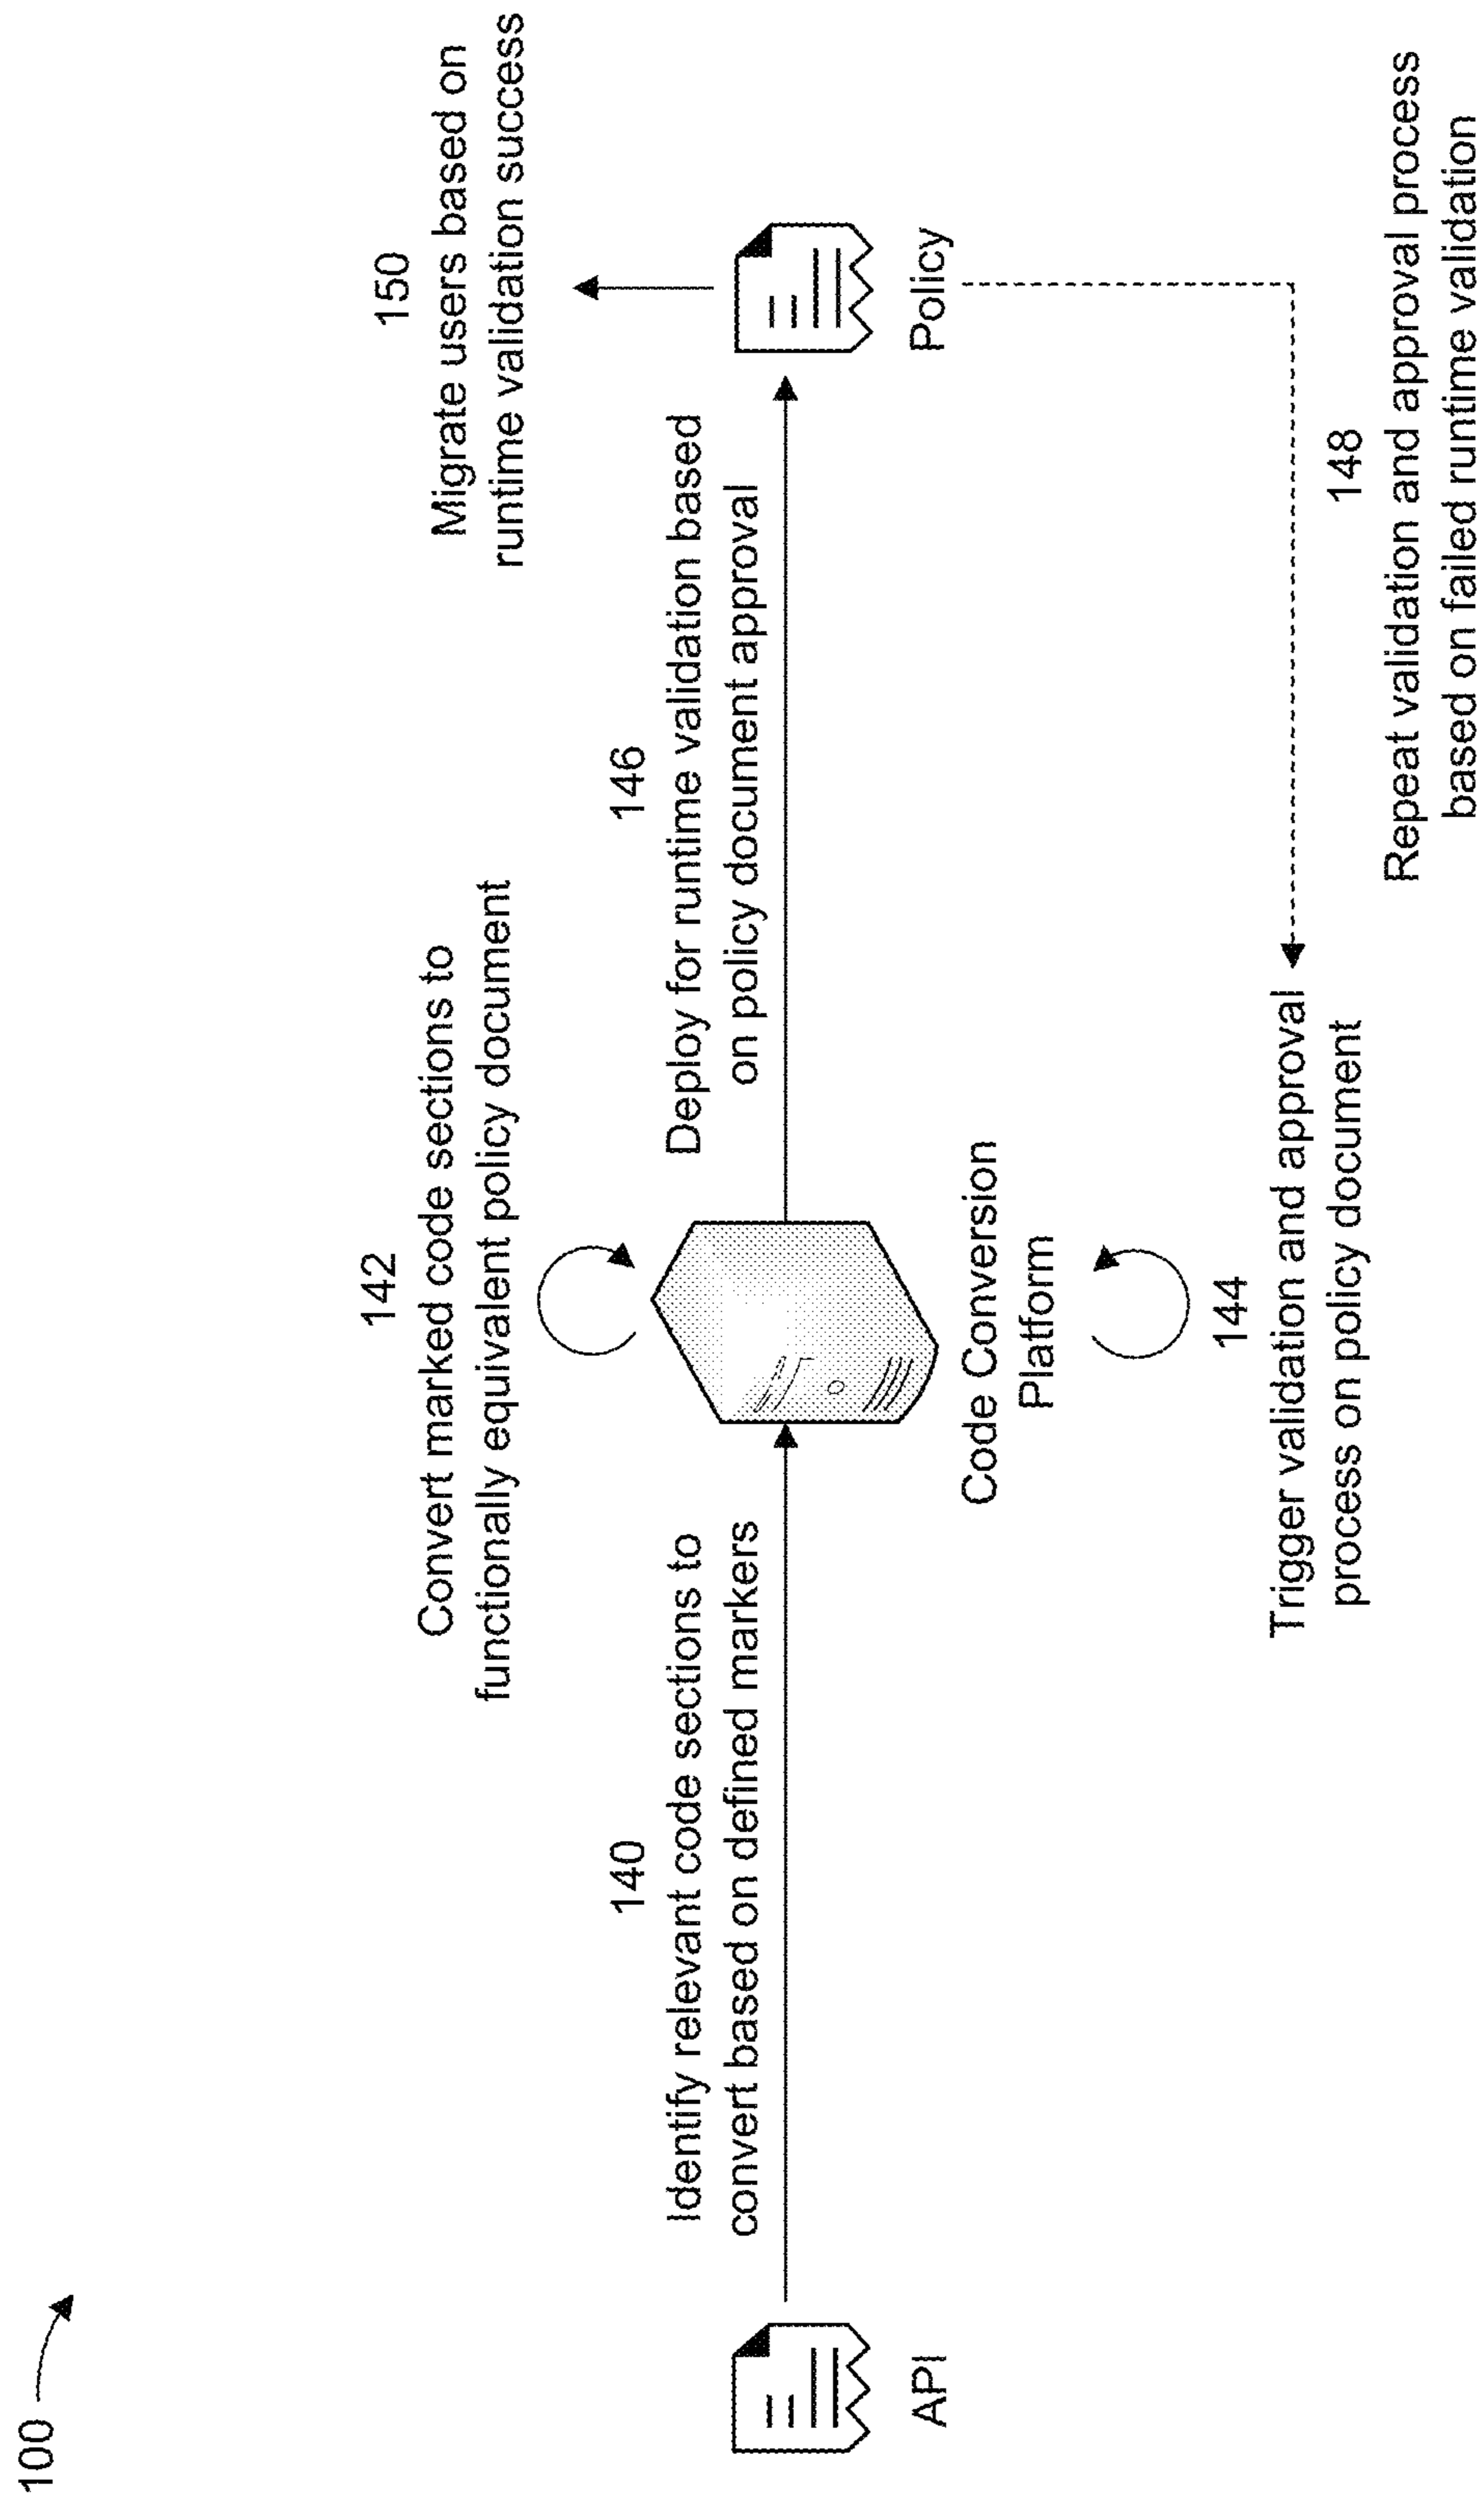 100
API
140
Identify relevant code sections to
convert based on defined markers
142
Convert marked code sections to
functionally equivalent policy document
Code Conversion
Platform
144
Trigger validation and approval
process on policy document
146
Deploy for runtime validation based
on policy document approval
Policy
148
Repeat validation and approval process
based on failed runtime validation
150
Migrate users based on
runtime validation success